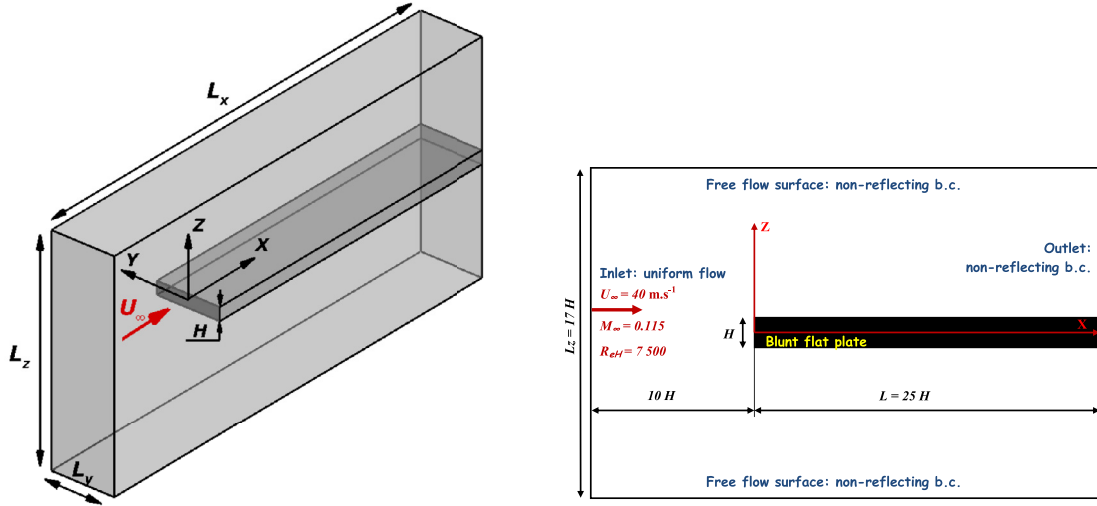 Lx
Z
Y
X
U∞
H
Lz
Ly
Free flow surface: non-reflecting b.c.
Z
Outlet:
non-reflecting b.c.
Inlet: uniform flow
U∞ = 40 m.s⁻¹
M∞ = 0.115
ReH = 7 500
Lz = 17 H
H
X
Blunt flat plate
10 H
L = 25 H
Free flow surface: non-reflecting b.c.